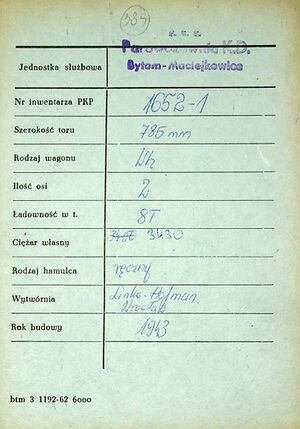 384
P. K. P.
Parowozownia K.D.
Bytom-Maciejkowice
Jednostka służbowa
Nr inwentarza PKP 1652-1
Szerokość toru 785 mm
Rodzaj wagonu Wh
Ilość osi 2
Ładowność w t. 8T
Ciężar własny 3430
Rodzaj hamulca ręczny
Wytwórnia Linke-Hofman
Wrocław
Rok budowy 1943
btm 3 1192-62 6000